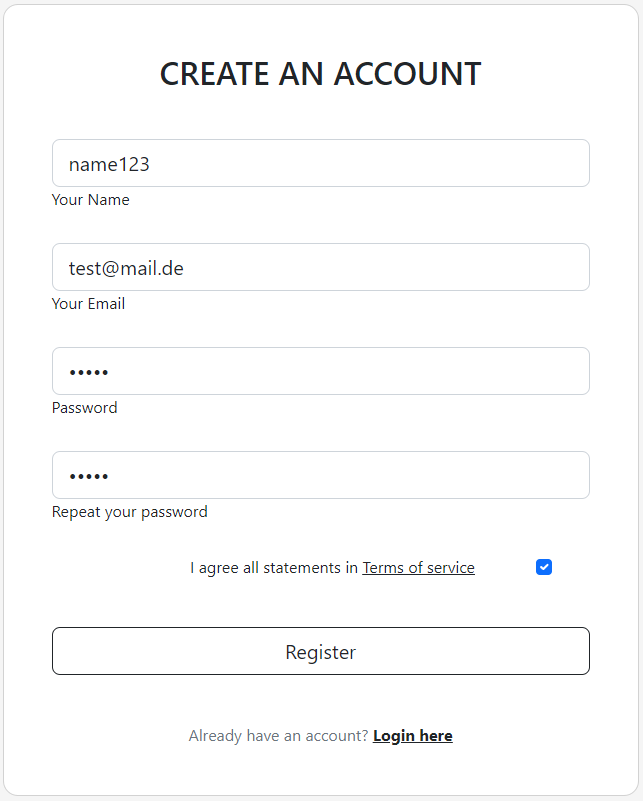 CREATE AN ACCOUNT
name123
Your Name
test@mail.de
Your Email
•••••
Password
•••••
Repeat your password
I agree all statements in Terms of service
Register
Already have an account? Login here